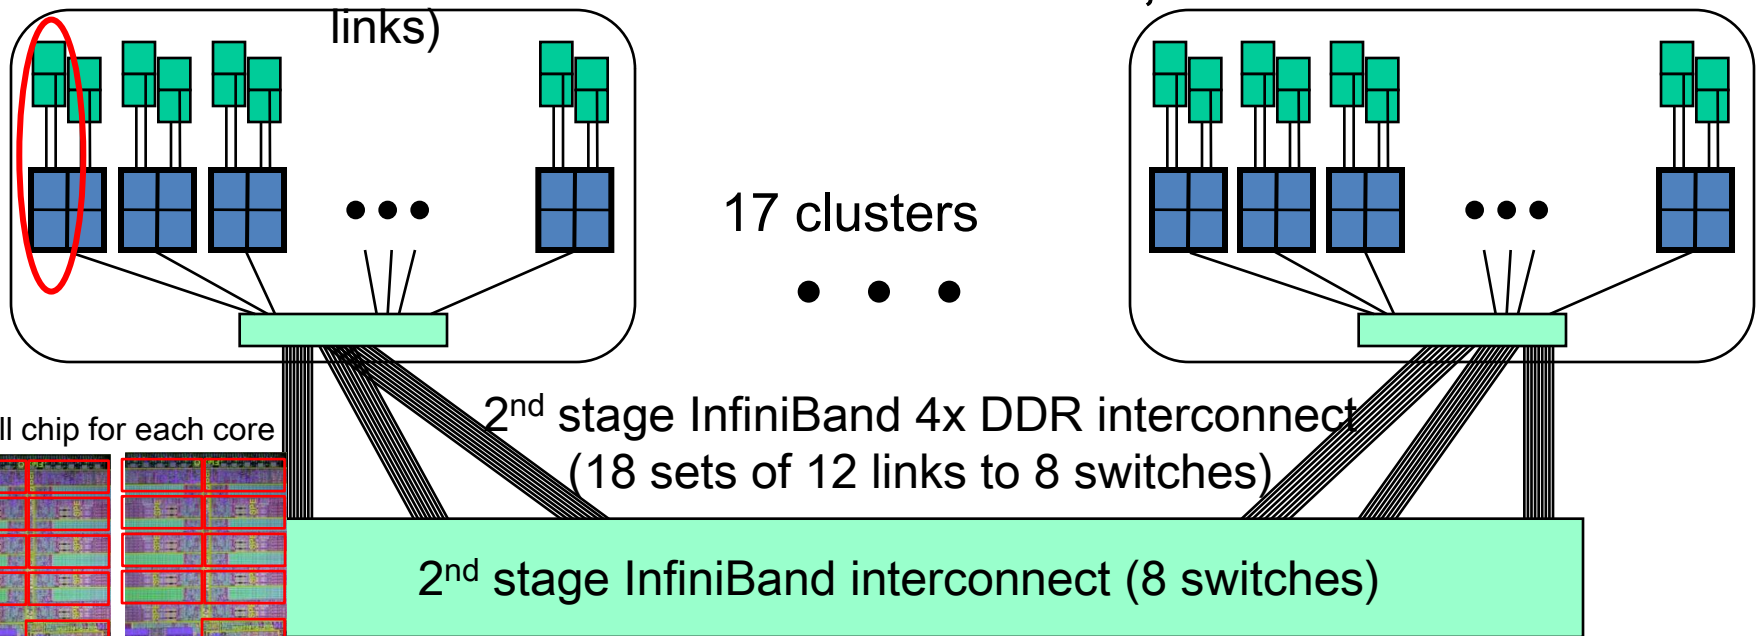 links)
17 clusters
2nd stage InfiniBand 4x DDR interconnect
(18 sets of 12 links to 8 switches)
chip for each core
2nd stage InfiniBand interconnect (8 switches)